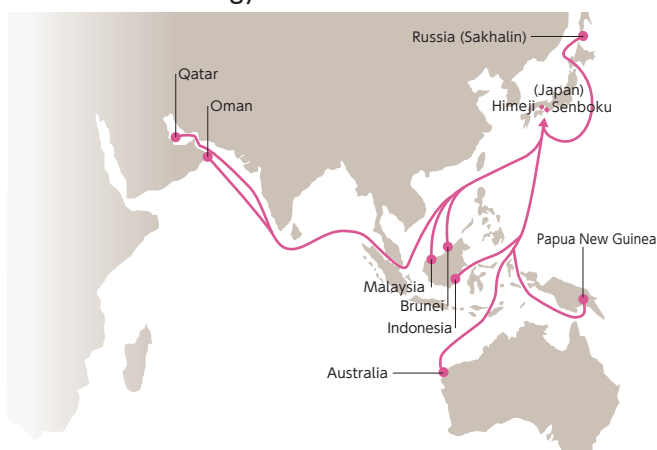 Russia (Sakhalin)
Qatar
(Japan)
Himeji
Senboku
Oman
Papua New Guinea
Malaysia
Brunei
Indonesia
Australia